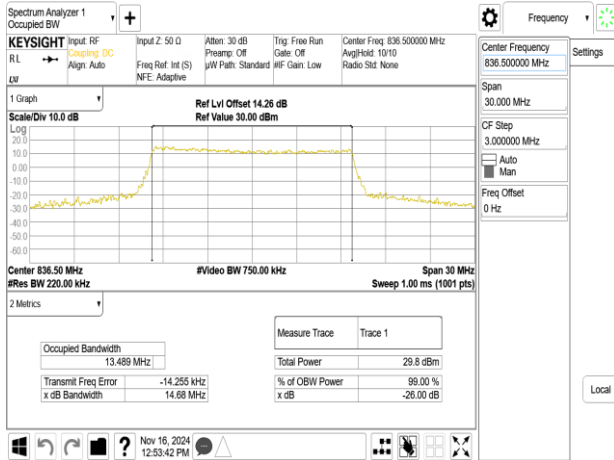 Spectrum Analyzer 1
Occupied BW
Frequency
KEYSIGHT
Input: RF
Coupling: DC
Align: Auto
RL
LXI
Input Z: 50 Ω
Freq Ref: Int (S)
NFE: Adaptive
Atten: 30 dB
Preamp: Off
µW Path: Standard
Trig: Free Run
Gate: Off
#IF Gain: Low
Center Freq: 836.500000 MHz
Avg|Hold: 10/10
Radio Std: None
Center Frequency
836.500000 MHz
Settings
Span
30.000 MHz
CF Step
3.000000 MHz
Auto
Man
Freq Offset
0 Hz
Local
1 Graph
Scale/Div 10.0 dB
Ref Lvl Offset 14.26 dB
Ref Value 30.00 dBm
Log
20.0
10.0
0.00
-10.0
-20.0
-30.0
-40.0
-50.0
-60.0
Center 836.50 MHz
#Video BW 750.00 kHz
Span 30 MHz
#Res BW 220.00 kHz
Sweep 1.00 ms (1001 pts)
2 Metrics
Occupied Bandwidth
13.489 MHz
Transmit Freq Error
-14.255 kHz
x dB Bandwidth
14.68 MHz
Measure Trace
Trace 1
Total Power
29.8 dBm
% of OBW Power
99.00 %
x dB
-26.00 dB
Nov 16, 2024
12:53:42 PM